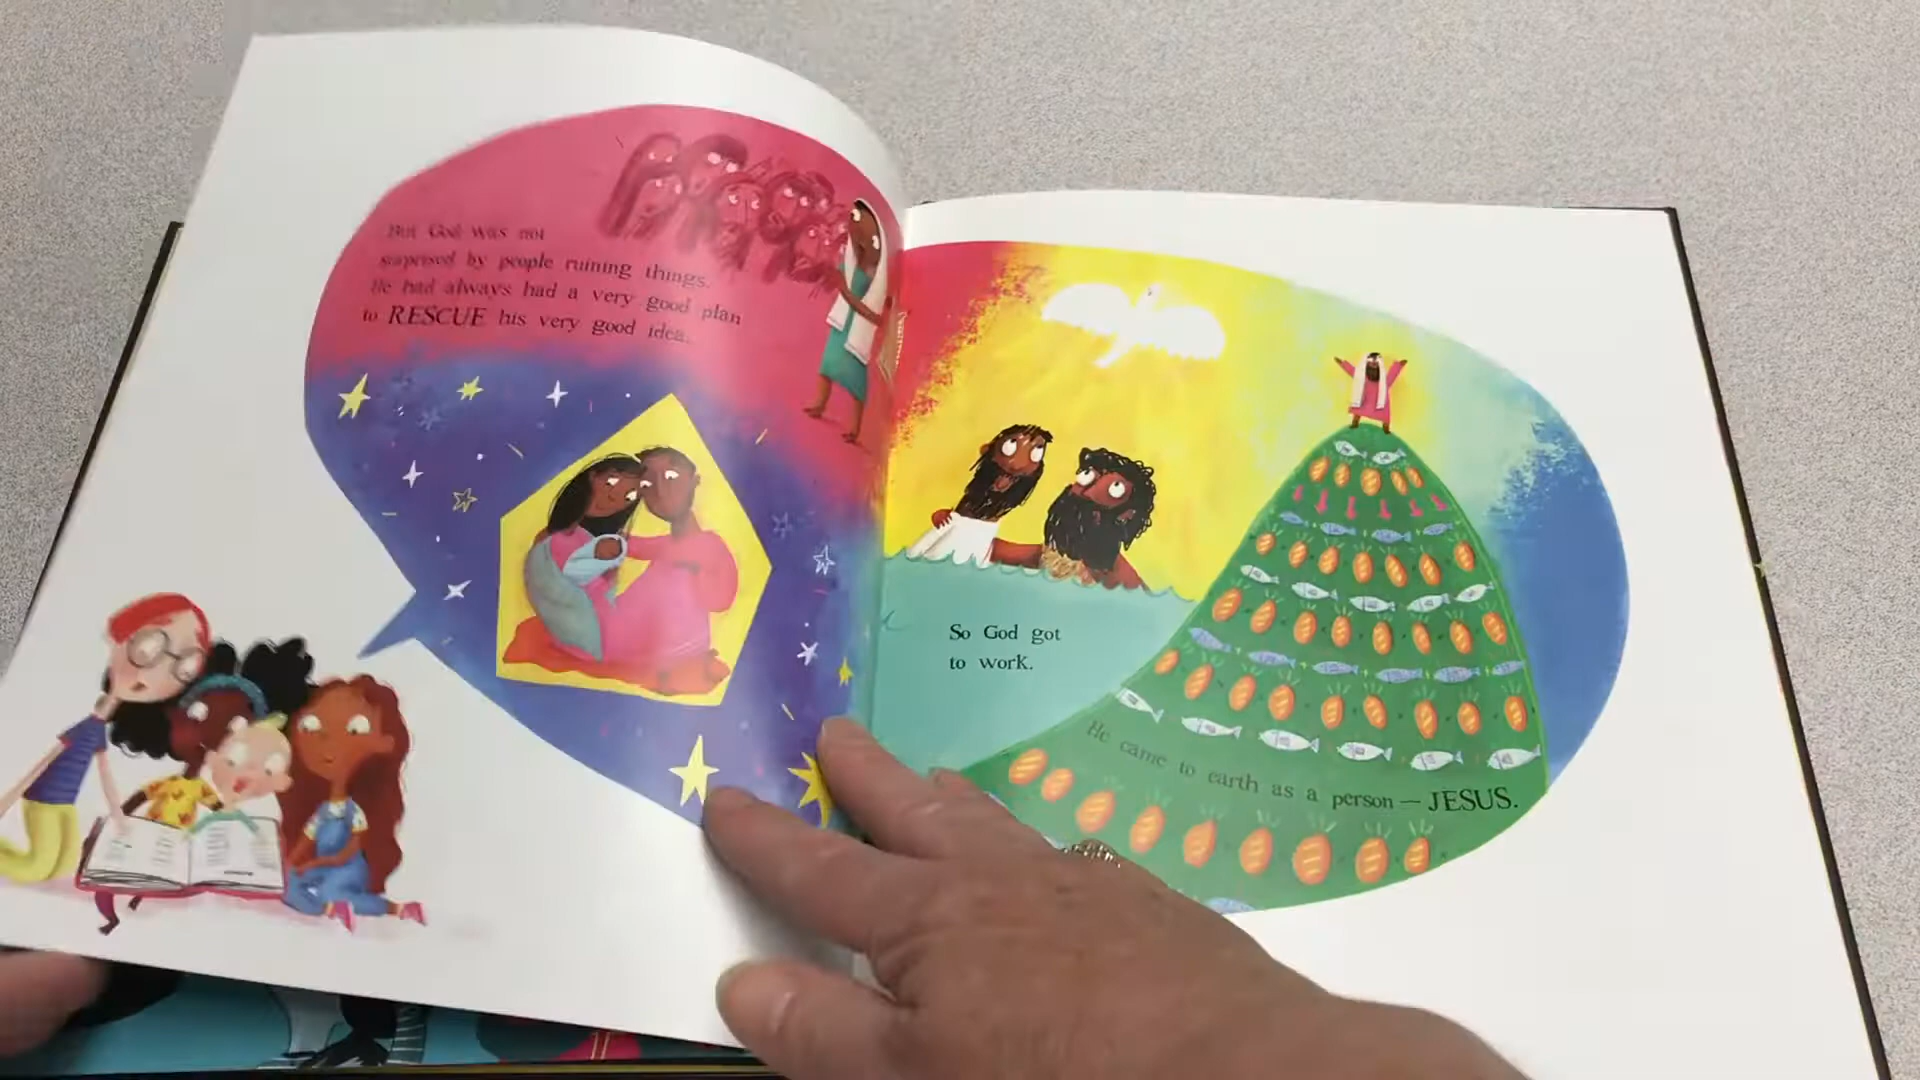 But God was not
surprised by people ruining things.
He had always had a very good plan
to RESCUE his very good idea.
So God got
to work.
He came to earth as a person — JESUS.